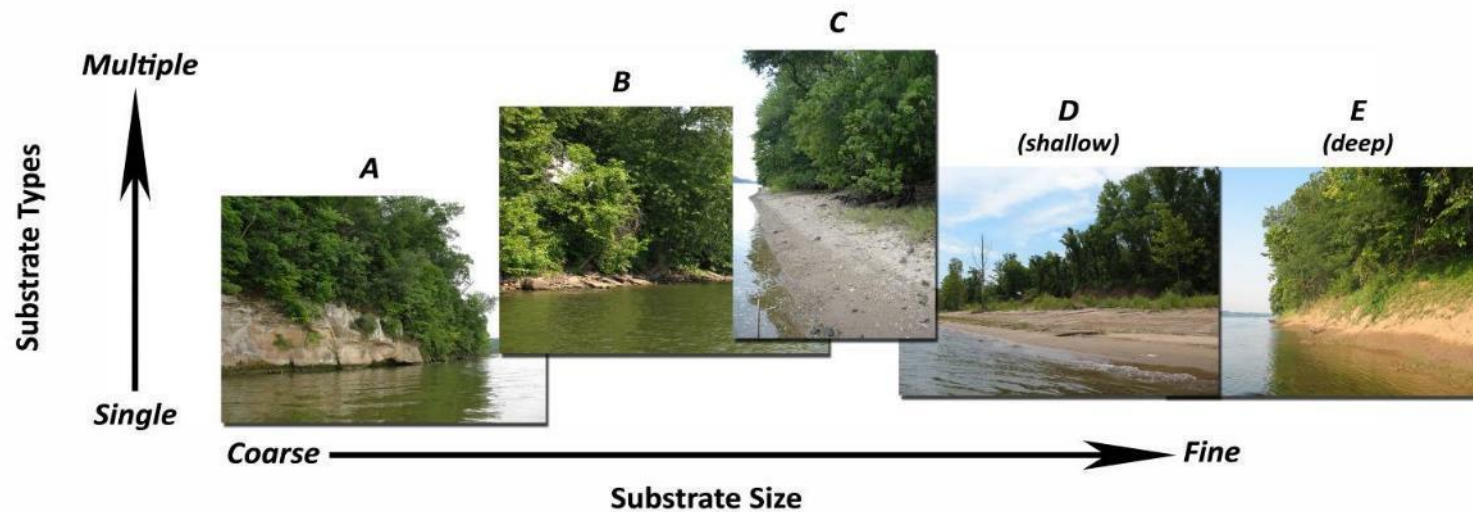 C
Multiple
B
D
(shallow)
E
(deep)
A
Substrate Types
Single
Coarse
Fine
Substrate Size